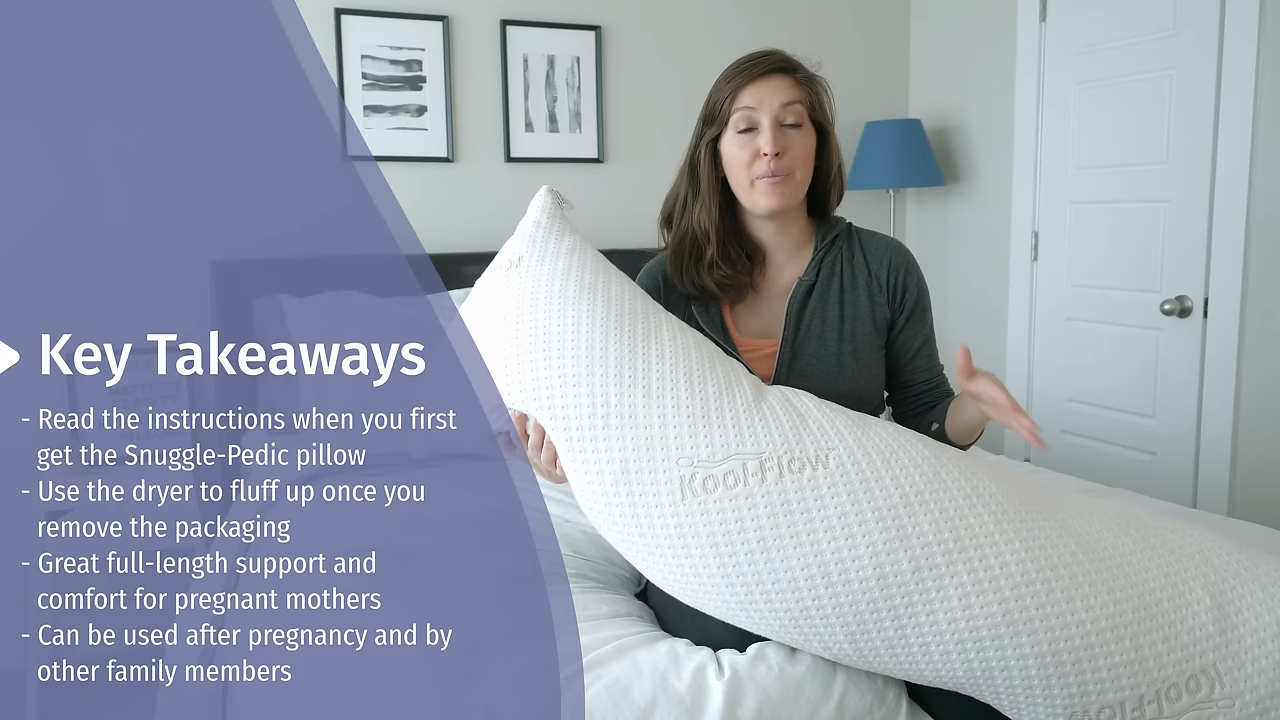 Key Takeaways
- Read the instructions when you first
get the Snuggle-Pedic pillow
- Use the dryer to fluff up once you
remove the packaging
- Great full-length support and
comfort for pregnant mothers
- Can be used after pregnancy and by
other family members
Kool-Flow
Kool-Flow